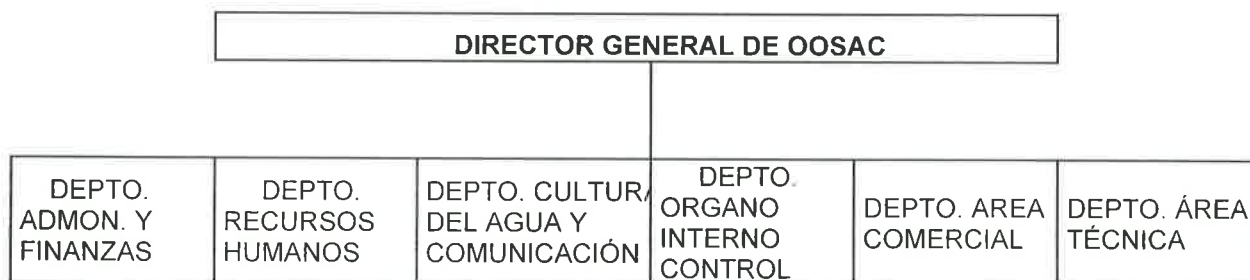 DIRECTOR GENERAL DE OOSAC
DEPTO.
ADMON. Y
FINANZAS
DEPTO.
RECURSOS
HUMANOS
DEPTO. CULTURA
DEL AGUA Y
COMUNICACIÓN
DEPTO.
ORGANO
INTERNO
CONTROL
DEPTO. AREA
COMERCIAL
DEPTO. ÁREA
TÉCNICA